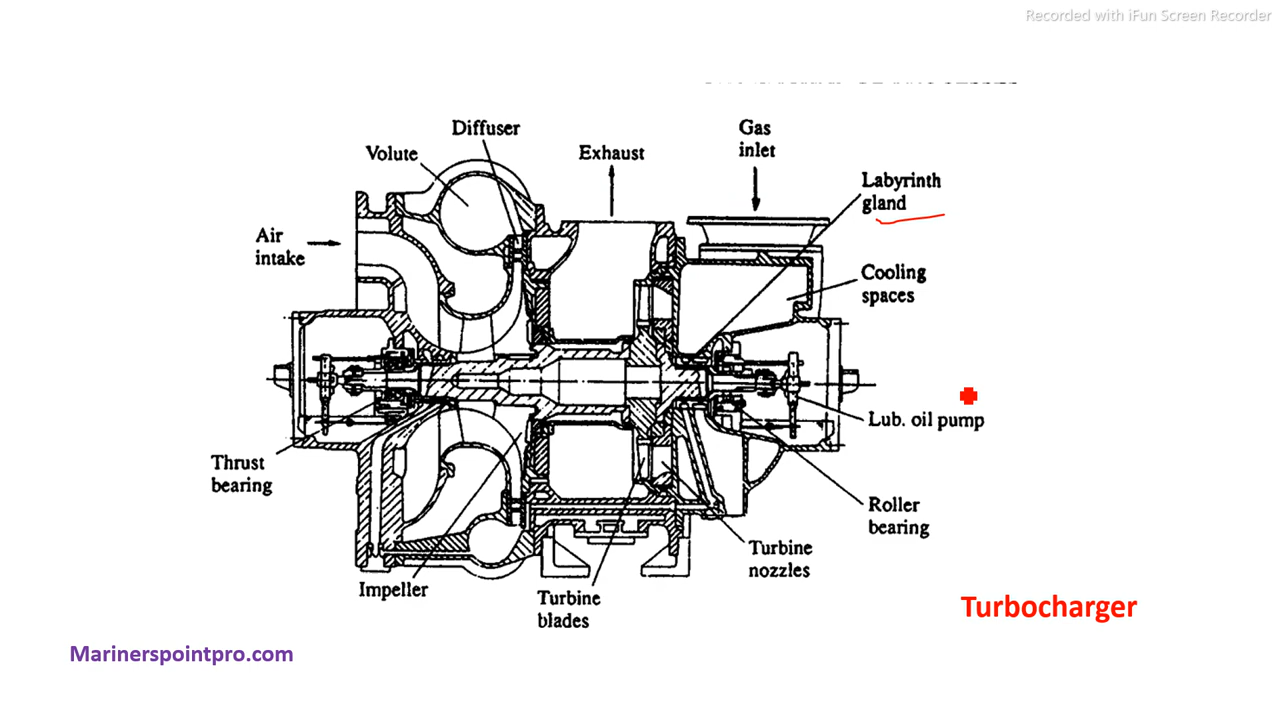 Recorded with iFun Screen Recorder
Diffuser
Gas
inlet
Volute
Exhaust
Labyrinth
gland
Air
intake
Cooling
spaces
Lub. oil pump
Thrust
bearing
Roller
bearing
Turbine
nozzles
Impeller
Turbine
blades
Turbocharger
Marinerspointpro.com